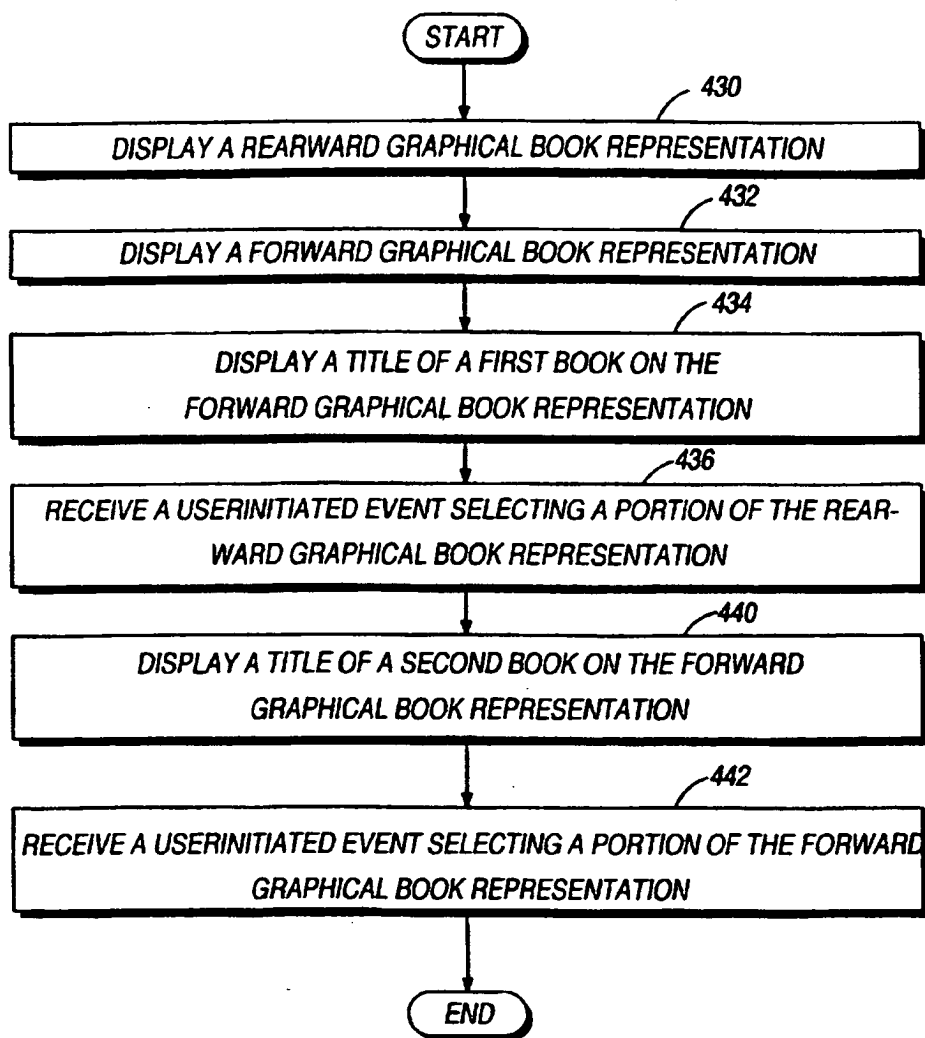 START
430
DISPLAY A REARWARD GRAPHICAL BOOK REPRESENTATION
432
DISPLAY A FORWARD GRAPHICAL BOOK REPRESENTATION
434
DISPLAY A TITLE OF A FIRST BOOK ON THE
FORWARD GRAPHICAL BOOK REPRESENTATION
436
RECEIVE A USERINITIATED EVENT SELECTING A PORTION OF THE REAR-
WARD GRAPHICAL BOOK REPRESENTATION
440
DISPLAY A TITLE OF A SECOND BOOK ON THE FORWARD
GRAPHICAL BOOK REPRESENTATION
442
RECEIVE A USERINITIATED EVENT SELECTING A PORTION OF THE FORWARD
GRAPHICAL BOOK REPRESENTATION
END